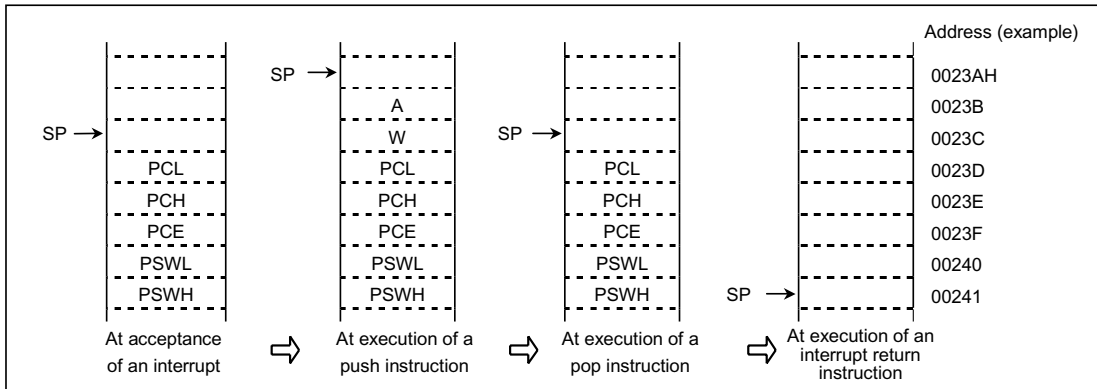 Address (example)
SP
SP
SP
SP
A
W
PCL
PCH
PCE
PSWL
PSWH
PCL
PCH
PCE
PSWL
PSWH
PCL
PCH
PCE
PSWL
PSWH
0023AH
0023B
0023C
0023D
0023E
0023F
00240
00241
At acceptance
of an interrupt
At execution of a
push instruction
At execution of a
pop instruction
At execution of an
interrupt return
instruction